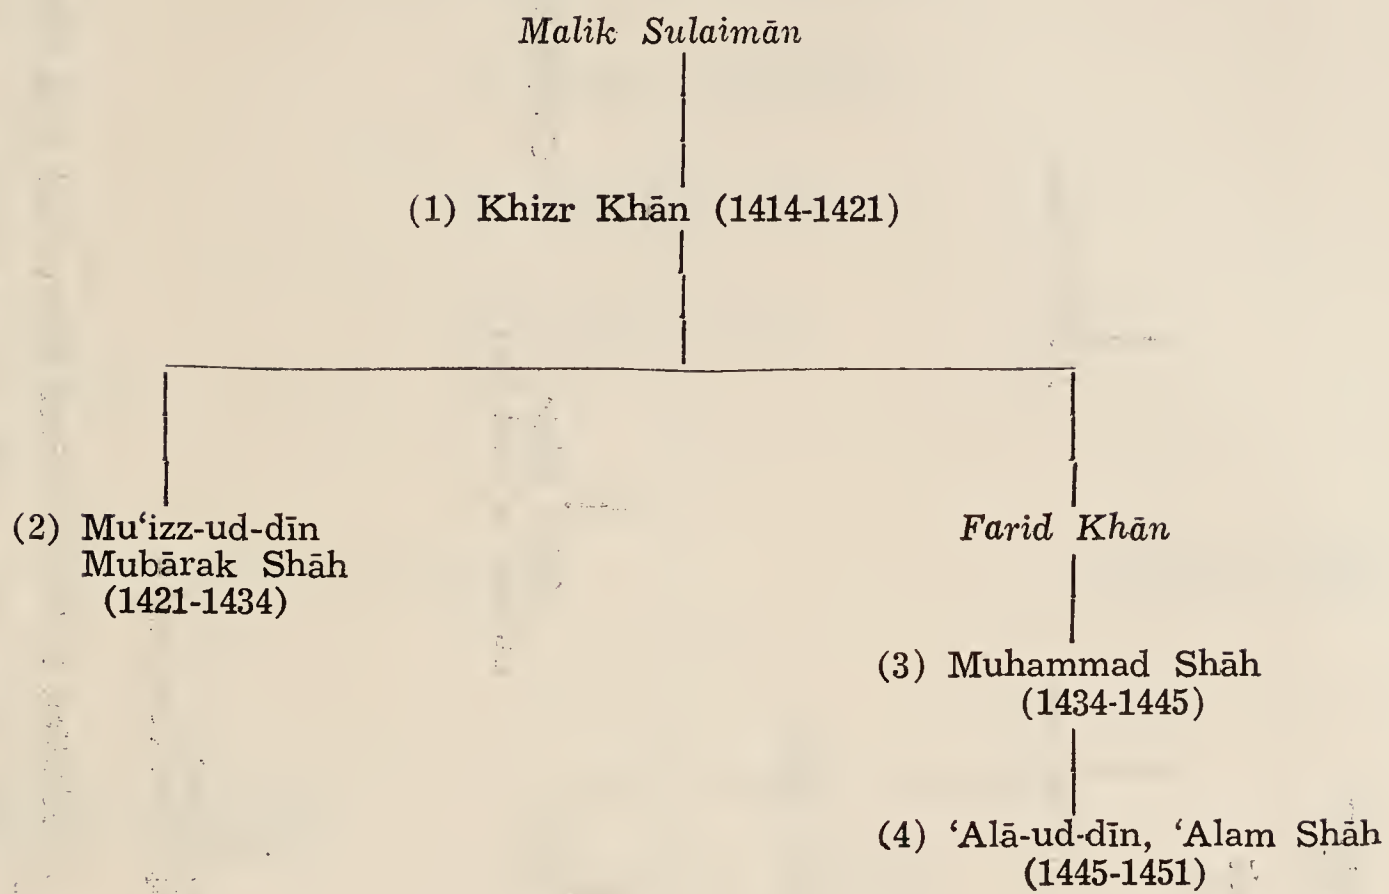 Malik Sulaimān
(1) Khizr Khān (1414-1421)
(2) Mu‘izz-ud-dīn
Mubārak Shāh
(1421-1434)
Farid Khān
(3) Muhammad Shāh
(1434-1445)
(4) ‘Alā-ud-dīn, ‘Alam Shāh
(1445-1451)